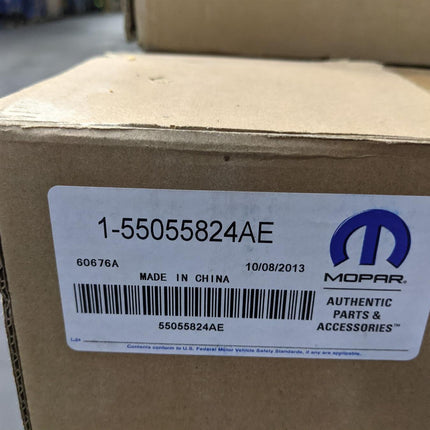 1-55055824AE
60676A 10/08/2013
MADE IN CHINA
MOPAR®
AUTHENTIC
PARTS &
ACCESSORIES™
55055824AE
Contents conform to U.S. Federal Motor Vehicle Safety Standards, if any are applicable.